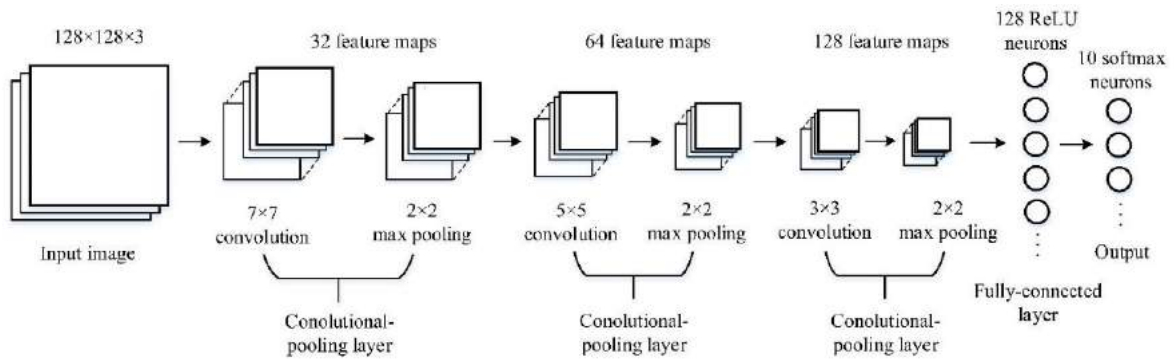 128×128×3
32 feature maps
64 feature maps
128 feature maps
128 ReLU
neurons
10 softmax
neurons
7×7
convolution
2×2
max pooling
5×5
convolution
2×2
max pooling
3×3
convolution
2×2
max pooling
Input image
Output
Fully-connected
layer
Conolutional-
pooling layer
Conolutional-
pooling layer
Conolutional-
pooling layer